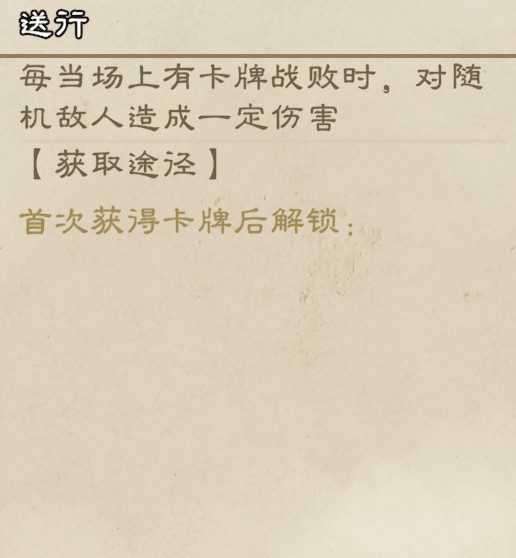 送行
每当场上有卡牌战败时，对随
机敌人造成一定伤害
【获取途径】
首次获得卡牌后解锁：